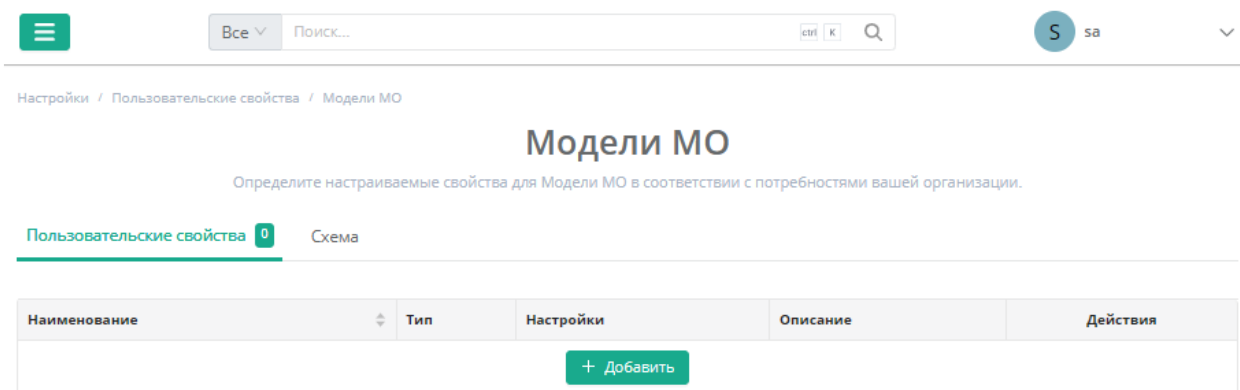 Все Поиск... ctrl K S sa
Настройки / Пользовательские свойства / Модели МО
Модели МО
Определите настраиваемые свойства для Модели МО в соответствии с потребностями вашей организации.
Пользовательские свойства 0 Схема
Наименование Тип Настройки Описание Действия
+ Добавить